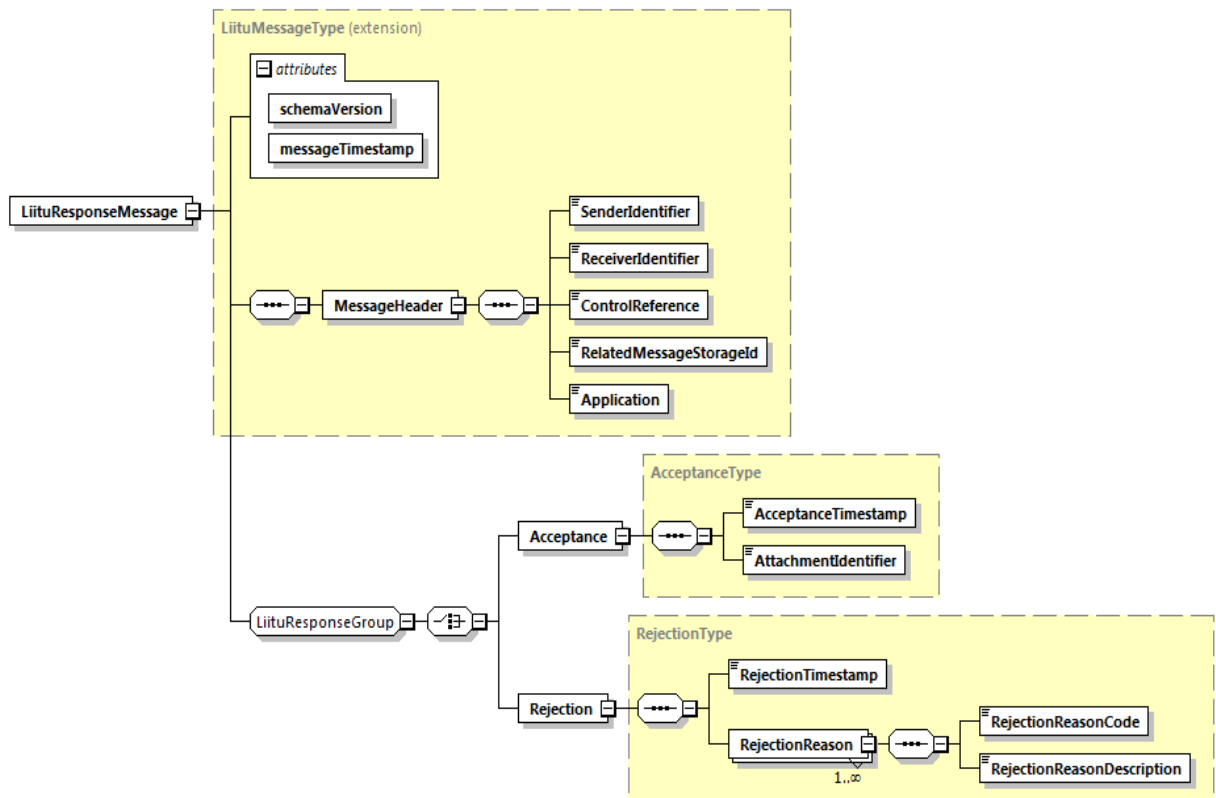 LiituMessageType (extension)
attributes
schemaVersion
messageTimestamp
LiituResponseMessage
SenderIdentifier
ReceiverIdentifier
MessageHeader
ControlReference
RelatedMessageStorageId
Application
AcceptanceType
AcceptanceTimestamp
Acceptance
AttachmentIdentifier
LiituResponseGroup
RejectionType
RejectionTimestamp
Rejection
RejectionReason
1..∞
RejectionReasonCode
RejectionReasonDescription